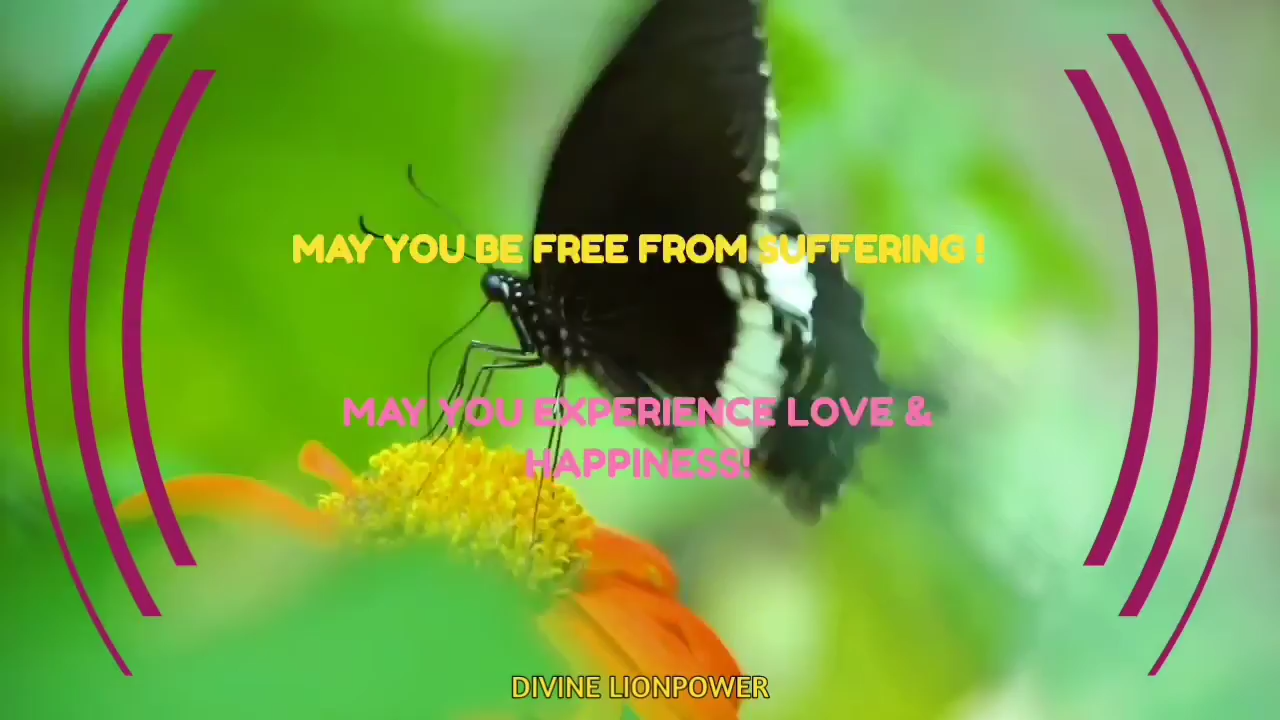 MAY YOU BE FREE FROM SUFFERING !
MAY YOU EXPERIENCE LOVE &
HAPPINESS!
DIVINE LIONPOWER